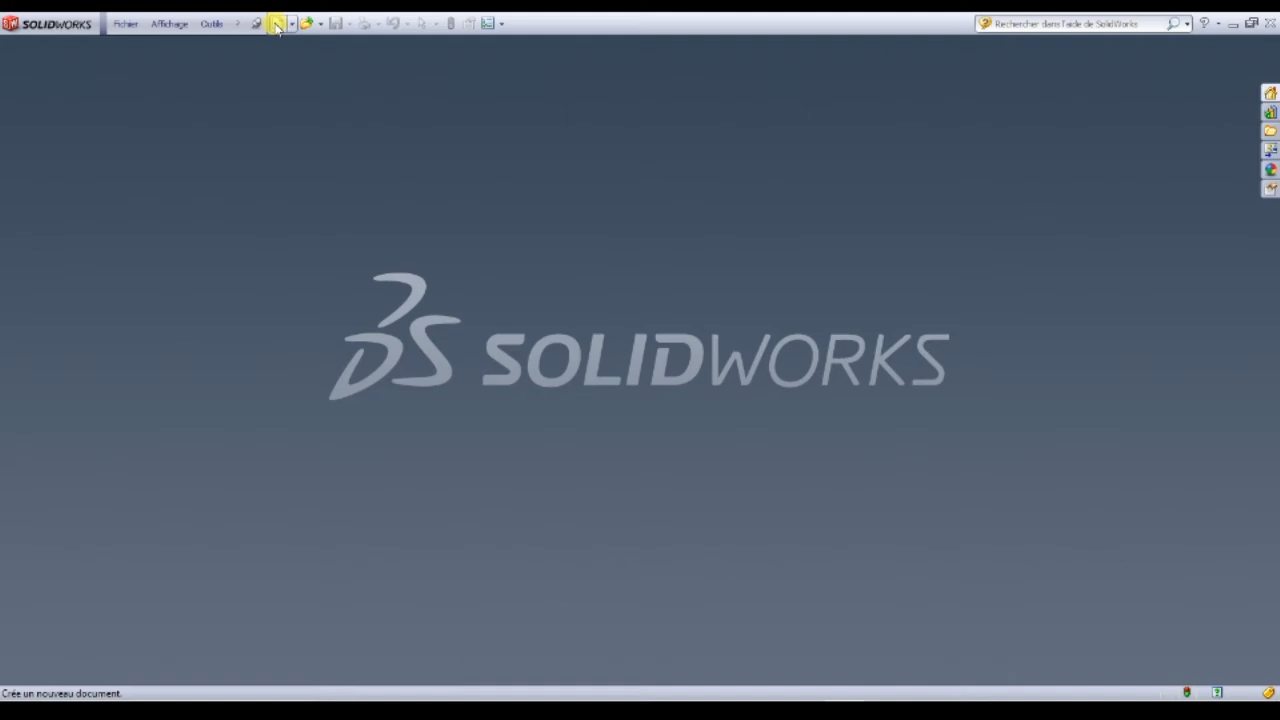 SOLIDWORKS Fichier Affichage Outils Rechercher dans l'aide de SolidWorks
SOLIDWORKS
Crée un nouveau document.